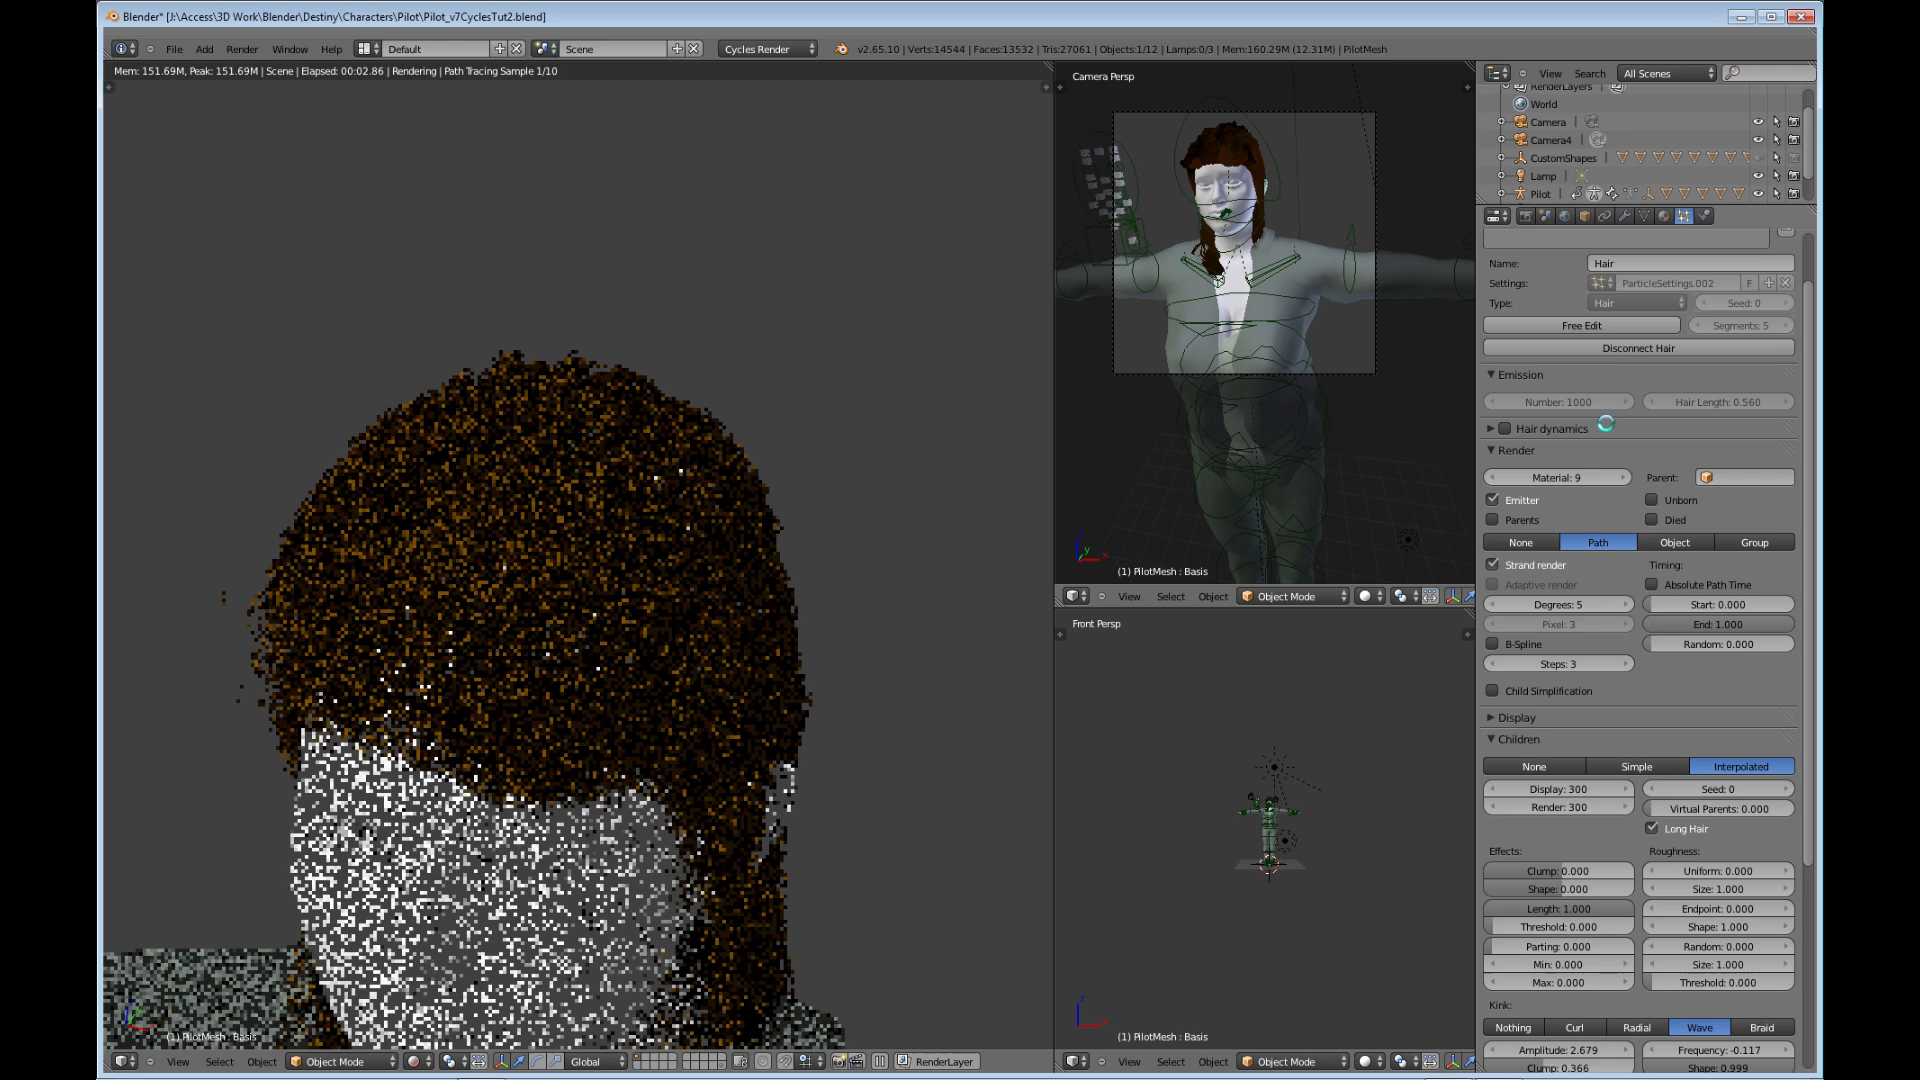 Blender* [J:\Access\3D Work\Blender\Destiny\Characters\Pilot\Pilot_v7CyclesTut2.blend]
File Add Render Window Help Default Scene Cycles Render v2.65.10 | Verts:14544 | Faces:13532 | Tris:27061 | Objects:1/12 | Lamps:0/3 | Mem:160.29M (12.31M) | PilotMesh
Mem: 151.69M, Peak: 151.69M | Scene | Elapsed: 00:02.86 | Rendering | Path Tracing Sample 1/10
Camera Persp
View Search All Scenes
RenderLayers
World
Camera
Camera4
CustomShapes
Lamp
Pilot
Name: Hair
Settings: ParticleSettings.002 F
Type: Hair Seed: 0
Free Edit Segments: 5
Disconnect Hair
Emission
Number: 1000 Hair Length: 0.560
Hair dynamics
Render
Material: 9 Parent:
Emitter Unborn
Parents Died
None Path Object Group
Strand render Timing:
Adaptive render Absolute Path Time
Degrees: 5 Start: 0.000
Pixel: 3 End: 1.000
B-Spline Random: 0.000
Steps: 3
Child Simplification
Display
Children
None Simple Interpolated
Display: 300 Seed: 0
Render: 300 Virtual Parents: 0.000
Long Hair
Effects: Roughness:
Clump: 0.000 Uniform: 0.000
Shape: 0.000 Size: 1.000
Length: 1.000 Endpoint: 0.000
Threshold: 0.000 Shape: 1.000
Parting: 0.000 Random: 0.000
Min: 0.000 Size: 1.000
Max: 0.000 Threshold: 0.000
Kink:
Nothing Curl Radial Wave Braid
Amplitude: 2.679 Frequency: -0.117
Clump: 0.366 Shape: 0.999
(1) PilotMesh : Basis
View Select Object Object Mode
Front Persp
(1) PilotMesh : Basis
View Select Object Object Mode
(1) PilotMesh : Basis
View Select Object Object Mode Global RenderLayer